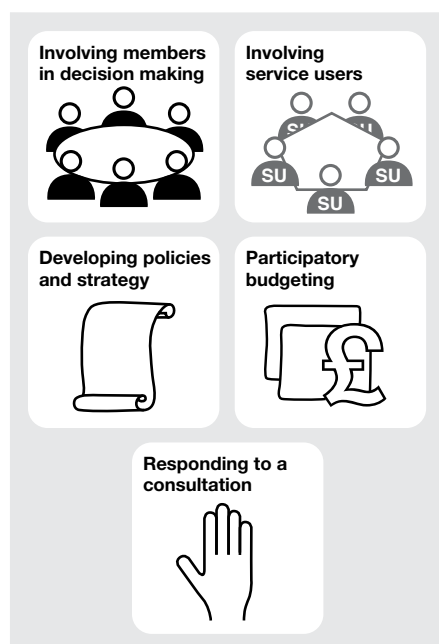 Involving members
in decision making
Involving
service users
SU
SU
SU
SU
SU
Developing policies
and strategy
Participatory
budgeting
£
Responding to a
consultation